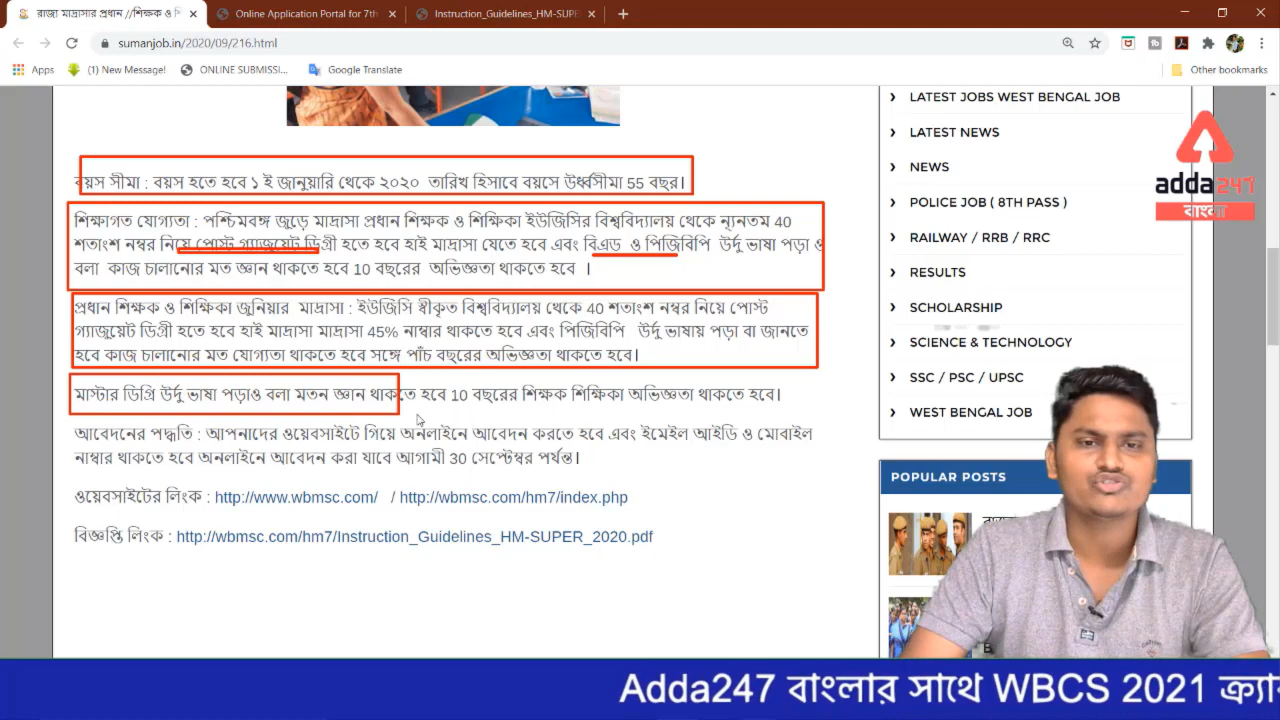 রাজ্য মাদ্রাসার প্রধান //শিক্ষক ও শি
Online Application Portal for 7th
Instruction_Guidelines_HM-SUPER
sumanjob.in/2020/09/216.html
Apps
(1) New Message!
ONLINE SUBMISSI...
Google Translate
Other bookmarks
বয়স সীমা : বয়স হতে হবে ১ ই জানুয়ারি থেকে ২০২০ তারিখ হিসাবে বয়সে উর্ধ্বসীমা 55 বছর।
শিক্ষাগত যোগ্যতা : পশ্চিমবঙ্গ জুড়ে মাদ্রাসা প্রধান শিক্ষক ও শিক্ষিকা ইউজিসির বিশ্ববিদ্যালয় থেকে ন্যূনতম 40
শতাংশ নম্বর নিয়ে পোস্ট গ্যাজুয়েট ডিগ্রী হতে হবে হাই মাদ্রাসা যেতে হবে এবং বিএড ও পিজিবিপি উর্দু ভাষা পড়া ও
বলা কাজ চালানোর মত জ্ঞান থাকতে হবে 10 বছরের অভিজ্ঞতা থাকতে হবে ।
প্রধান শিক্ষক ও শিক্ষিকা জুনিয়ার মাদ্রাসা : ইউজিসি স্বীকৃত বিশ্ববিদ্যালয় থেকে 40 শতাংশ নম্বর নিয়ে পোস্ট
গ্যাজুয়েট ডিগ্রী হতে হবে হাই মাদ্রাসা মাদ্রাসা 45% নাম্বার থাকতে হবে এবং পিজিবিপি উর্দু ভাষায় পড়া বা জানতে
হবে কাজ চালানোর মত যোগ্যতা থাকতে হবে সঙ্গে পাঁচ বছরের অভিজ্ঞতা থাকতে হবে।
মাস্টার ডিগ্রি উর্দু ভাষা পড়াও বলা মতন জ্ঞান থাকতে হবে 10 বছরের শিক্ষক শিক্ষিকা অভিজ্ঞতা থাকতে হবে।
আবেদনের পদ্ধতি : আপনাদের ওয়েবসাইটে গিয়ে অনলাইনে আবেদন করতে হবে এবং ইমেইল আইডি ও মোবাইল
নাম্বার থাকতে হবে অনলাইনে আবেদন করা যাবে আগামী 30 সেপ্টেম্বর পর্যন্ত।
ওয়েবসাইটের লিংক : http://www.wbmsc.com/ / http://wbmsc.com/hm7/index.php
বিজ্ঞপ্তি লিংক : http://wbmsc.com/hm7/Instruction_Guidelines_HM-SUPER_2020.pdf
LATEST JOBS WEST BENGAL JOB
LATEST NEWS
NEWS
POLICE JOB ( 8TH PASS )
RAILWAY / RRB / RRC
RESULTS
SCHOLARSHIP
SCIENCE & TECHNOLOGY
SSC / PSC / UPSC
WEST BENGAL JOB
POPULAR POSTS
adda247
বাংলা
Adda247 বাংলার সাথে WBCS 2021 ক্র্যা